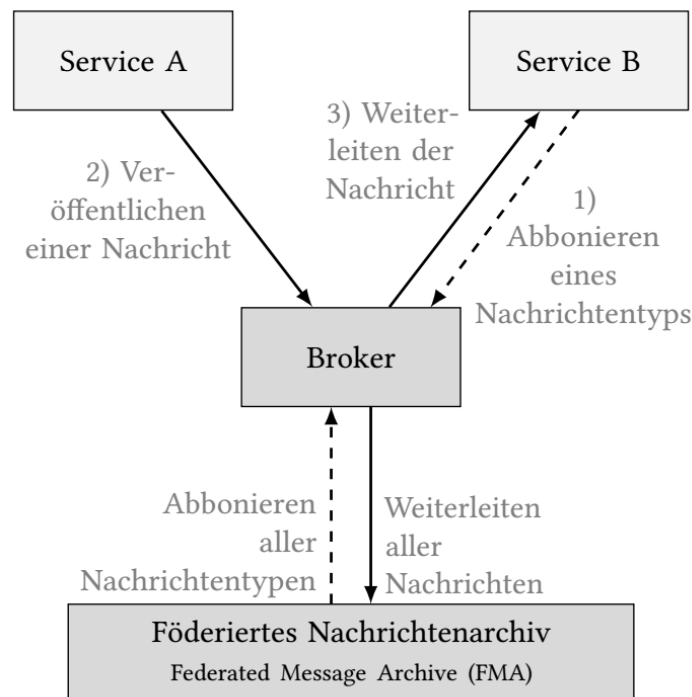 Service A
Service B
3) Weiter-
leiten der
Nachricht
2) Ver-
öffentlichen
einer Nachricht
1)
Abbonieren
eines
Nachrichtentyps
Broker
Abbonieren
aller
Nachrichtentypen
Weiterleiten
aller
Nachrichten
Föderiertes Nachrichtenarchiv
Federated Message Archive (FMA)